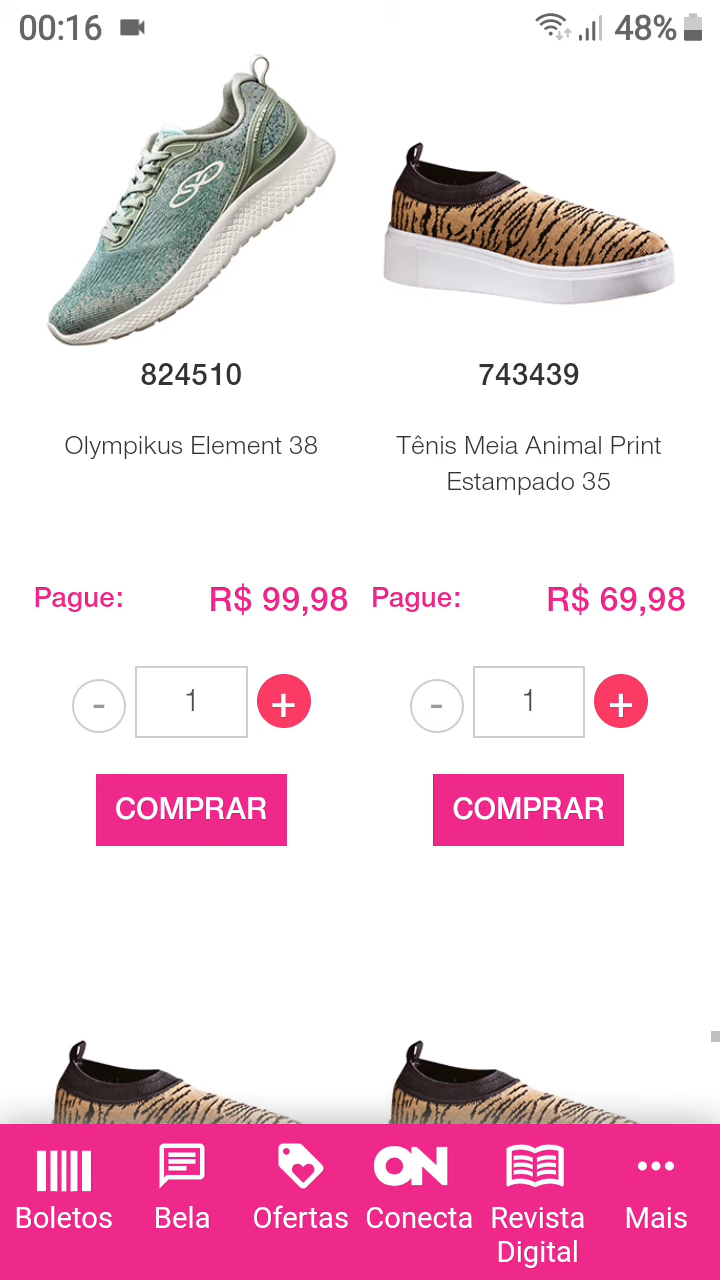 00:16
48%
824510
743439
Olympikus Element 38
Tênis Meia Animal Print
Estampado 35
Pague:
R$ 99,98
Pague:
R$ 69,98
-
1
+
-
1
+
COMPRAR
COMPRAR
ON
Boletos
Bela
Ofertas
Conecta
Revista
Digital
Mais